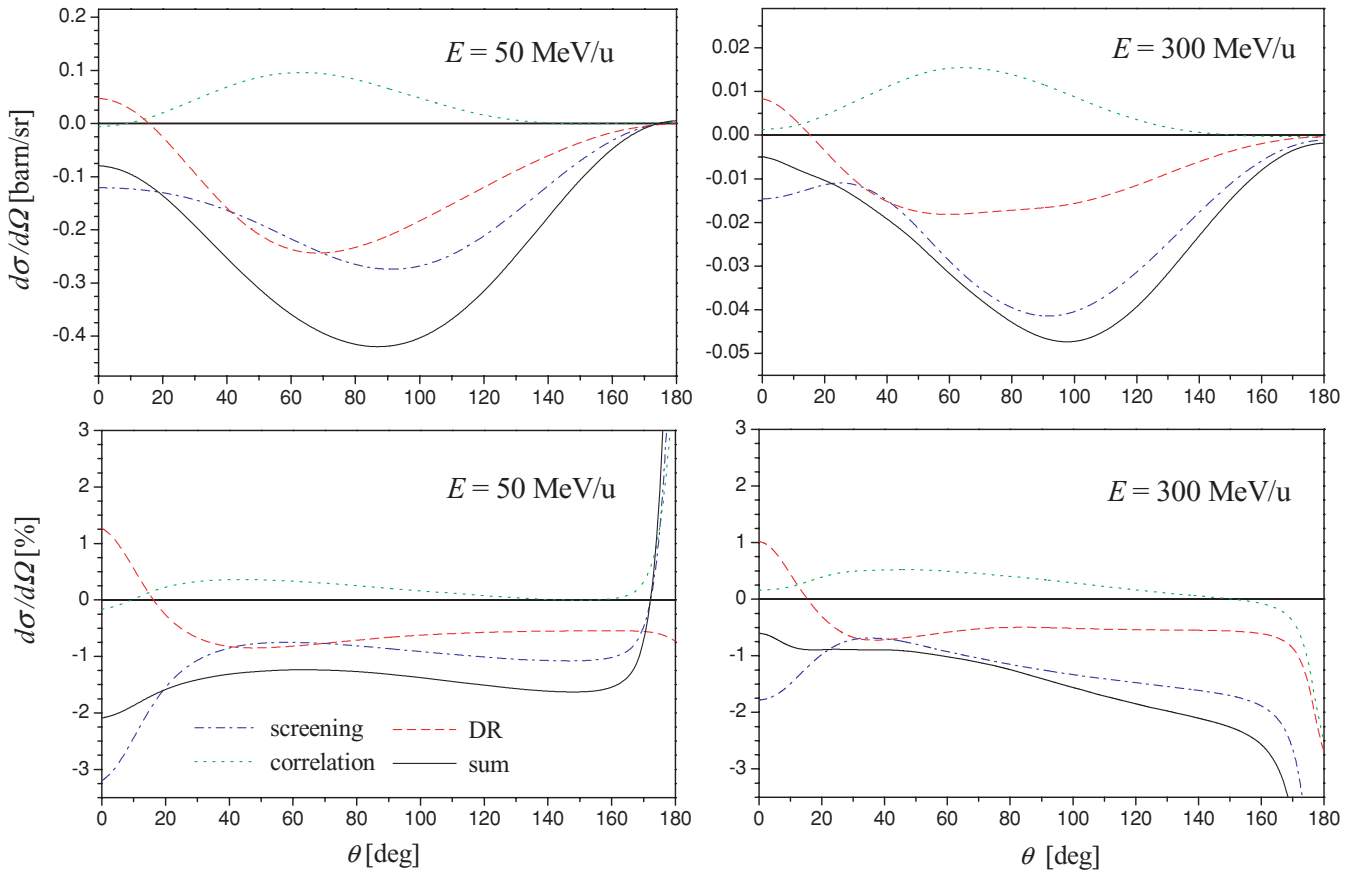 E = 50 MeV/u
E = 300 MeV/u
dσ/dΩ [barn/sr]
0.2
0.1
0.0
-0.1
-0.2
-0.3
-0.4
0 20 40 60 80 100 120 140 160 180
θ [deg]
0.03
0.02
0.01
0.00
-0.01
-0.02
-0.03
-0.04
-0.05
0 20 40 60 80 100 120 140 160 180
θ [deg]
E = 50 MeV/u
E = 300 MeV/u
dσ/dΩ [%]
3
2
1
0
-1
-2
-3
screening
DR
correlation
sum
0 20 40 60 80 100 120 140 160 180
θ [deg]
3
2
1
0
-1
-2
-3
0 20 40 60 80 100 120 140 160 180
θ [deg]